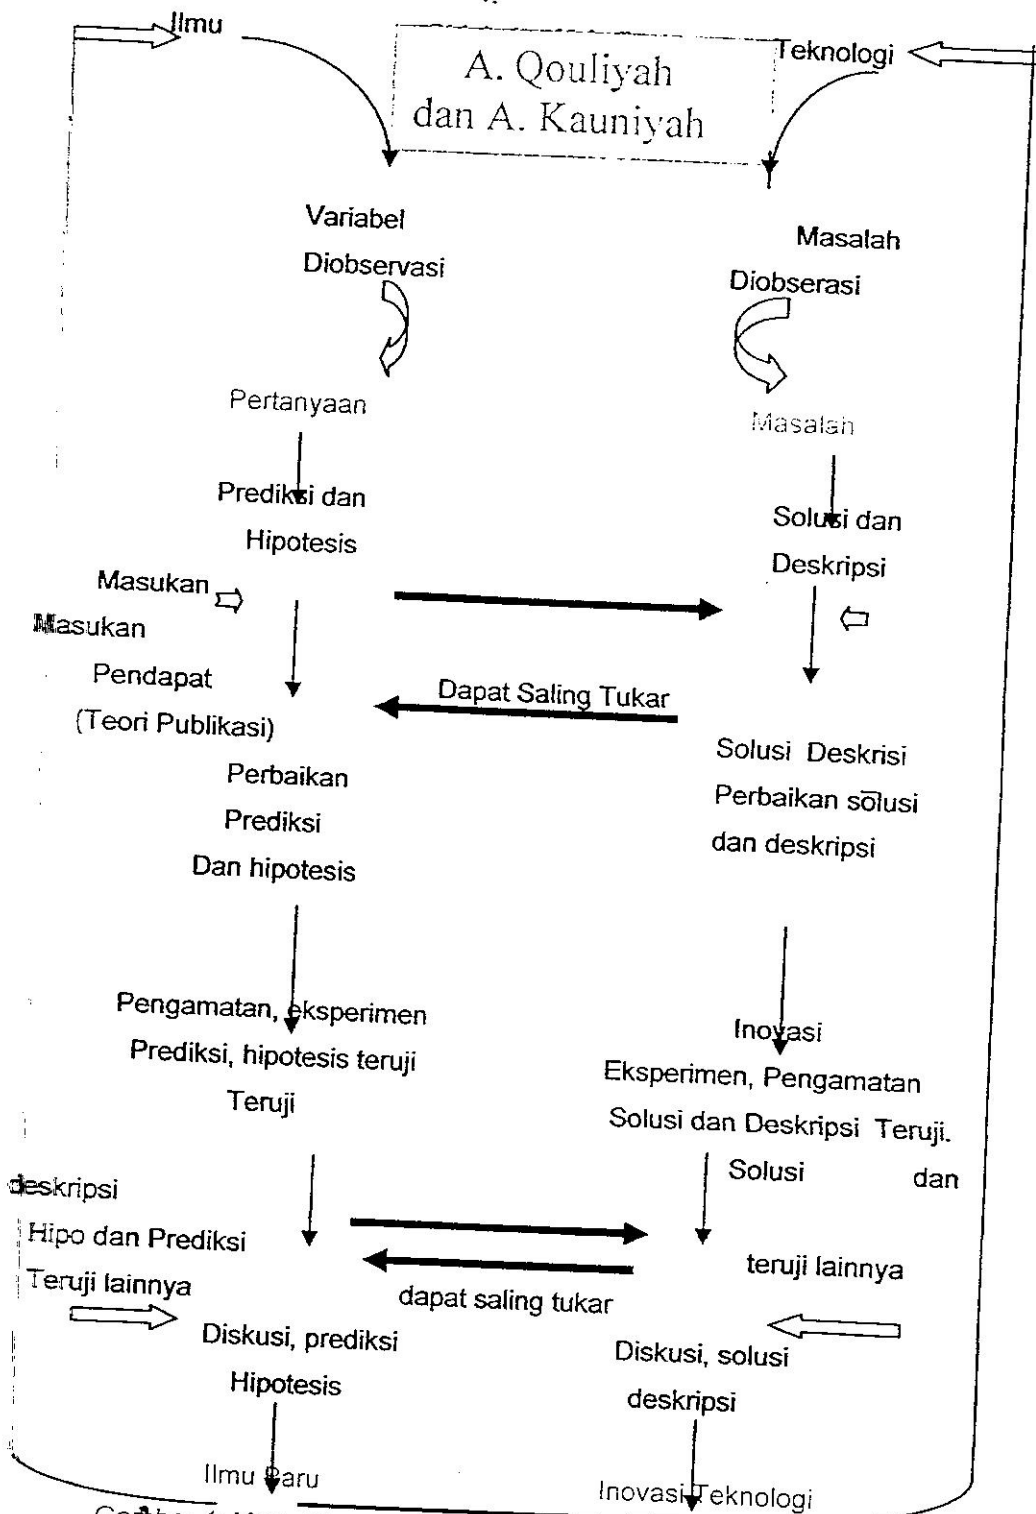 Ilmu
A. Qouliyah
dan A. Kauniyah
Teknologi
Variabel
Diobservasi
Masalah
Diobserasi
Pertanyaan
Masalah
Prediksi dan
Hipotesis
Solusi dan
Deskripsi
Masukan
Masukan
Pendapat
(Teori Publikasi)
Dapat Saling Tukar
Perbaikan
Prediksi
Dan hipotesis
Solusi Deskrisi
Perbaikan solusi
dan deskripsi
Pengamatan, eksperimen
Prediksi, hipotesis teruji
Teruji
Inovasi
Eksperimen, Pengamatan
Solusi dan Deskripsi Teruji.
Solusi dan
deskripsi
Hipo dan Prediksi
Teruji lainnya
teruji lainnya
dapat saling tukar
Diskusi, prediksi
Hipotesis
Diskusi, solusi
deskripsi
Ilmu Baru
Inovasi Teknologi